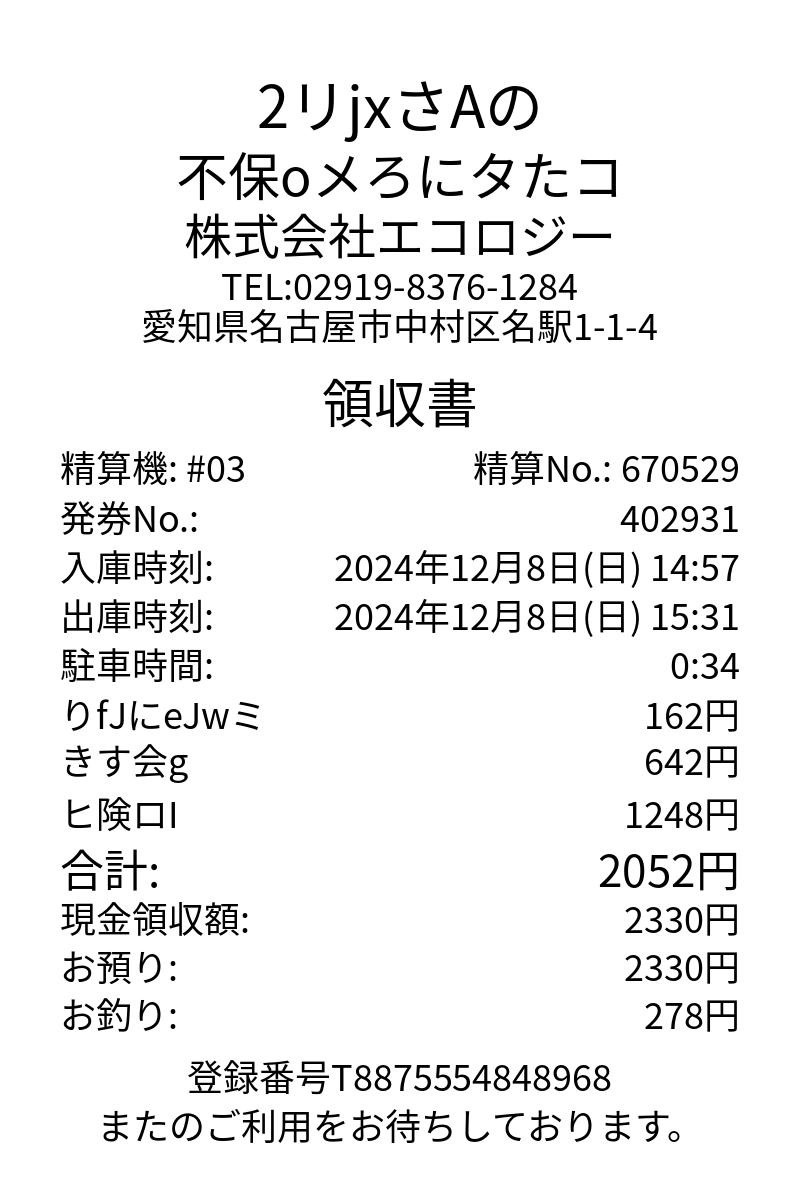 2リjxさAの
不保oメろにタたコ
株式会社エコロジー
TEL:02919-8376-1284
愛知県名古屋市中村区名駅1-1-4
領収書
精算機: #03 精算No.: 670529
発券No.: 402931
入庫時刻: 2024年12月8日(日) 14:57
出庫時刻: 2024年12月8日(日) 15:31
駐車時間: 0:34
りfJにeJwミ 162円
きす会g 642円
ヒ険ロI 1248円
合計: 2052円
現金領収額: 2330円
お預り: 2330円
お釣り: 278円
登録番号T8875554848968
またのご利用をお待ちしております。